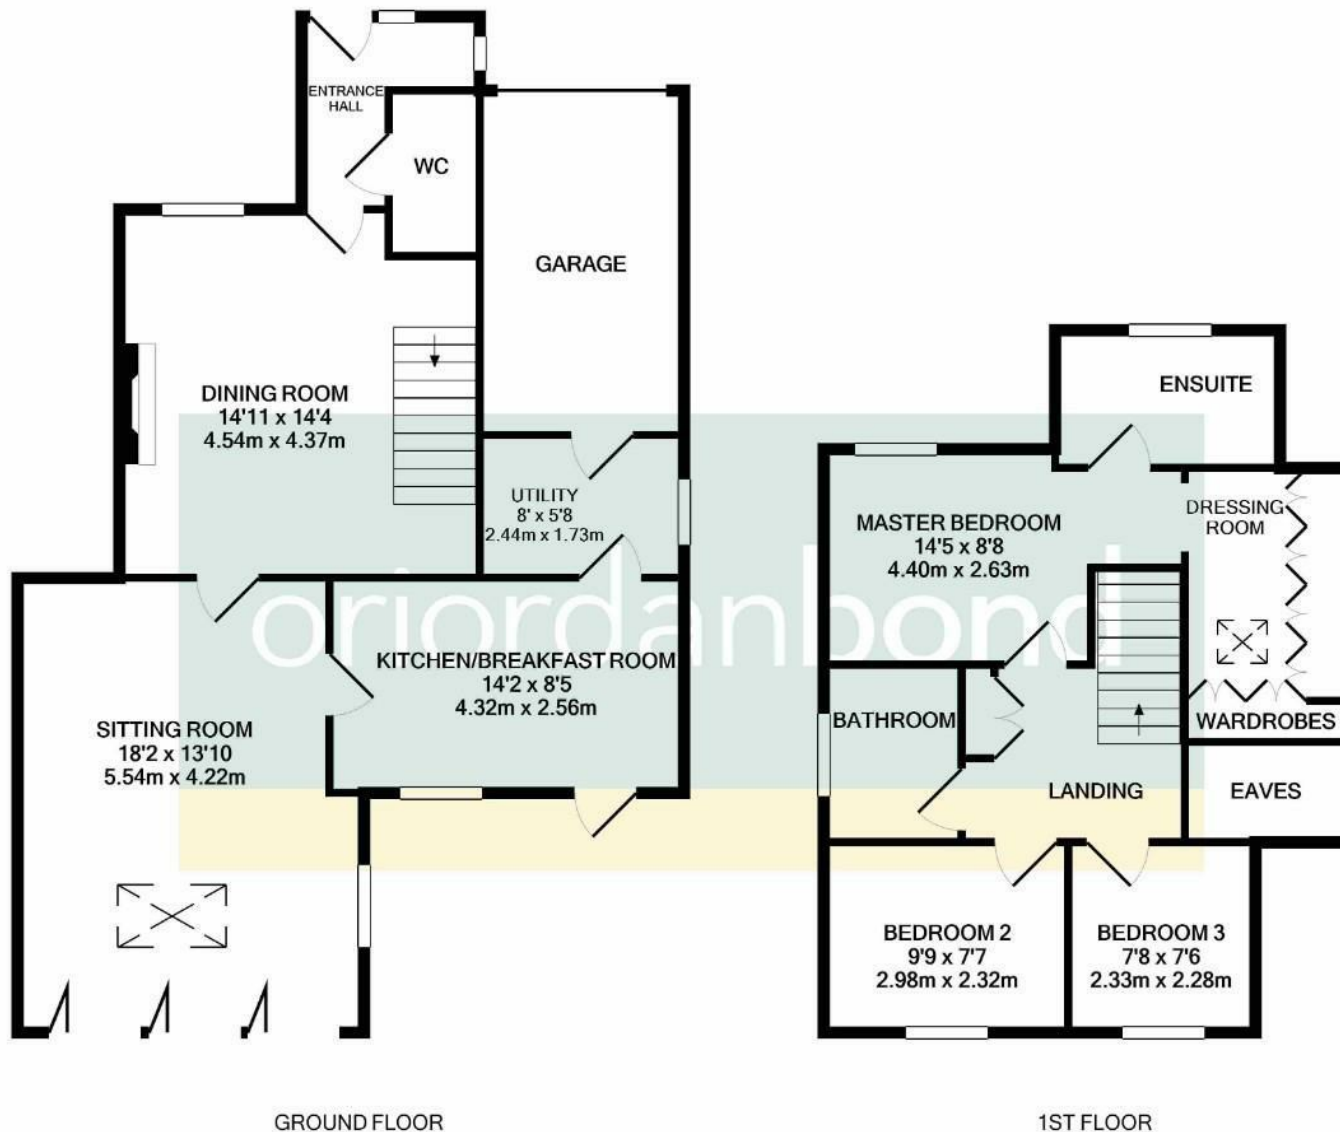 ENTRANCE
HALL
WC
GARAGE
DINING ROOM
14'11 x 14'4
4.54m x 4.37m
UTILITY
8' x 5'8
2.44m x 1.73m
KITCHEN/BREAKFAST ROOM
14'2 x 8'5
4.32m x 2.56m
SITTING ROOM
18'2 x 13'10
5.54m x 4.22m
GROUND FLOOR
ENSUITE
MASTER BEDROOM
14'5 x 8'8
4.40m x 2.63m
DRESSING
ROOM
BATHROOM
WARDROBES
LANDING
EAVES
BEDROOM 2
9'9 x 7'7
2.98m x 2.32m
BEDROOM 3
7'8 x 7'6
2.33m x 2.28m
1ST FLOOR
oriordanbond